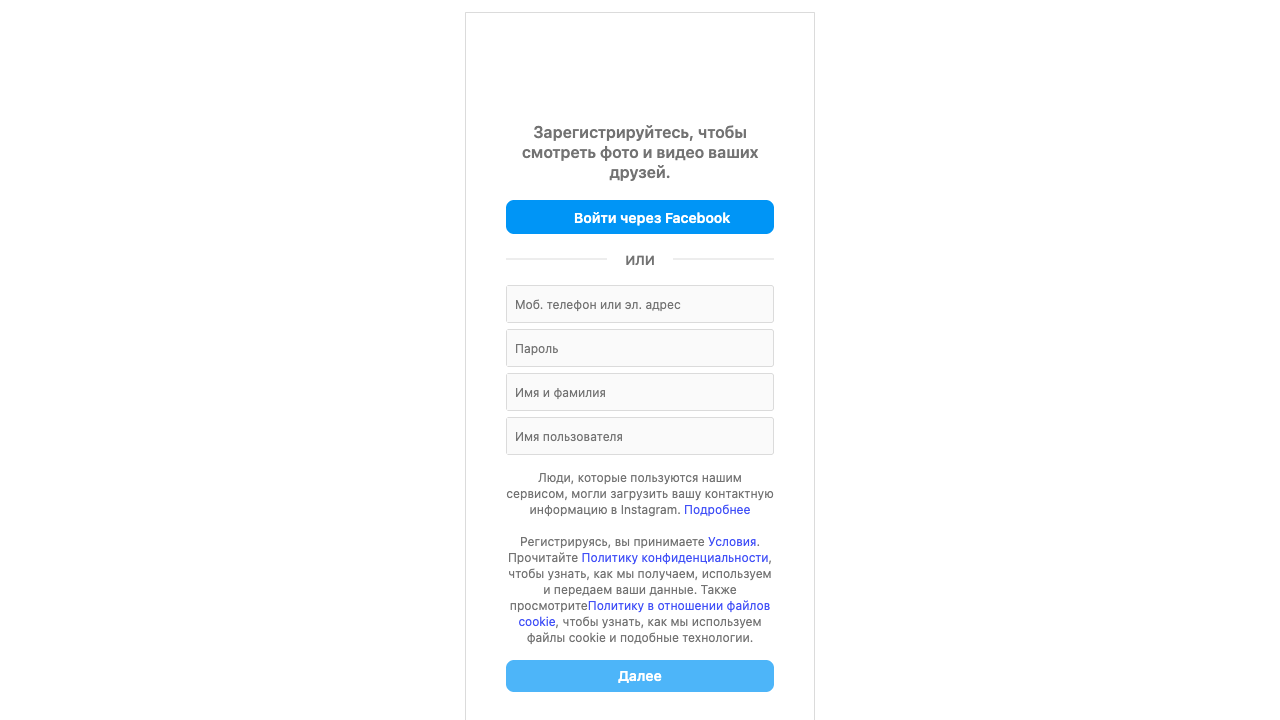 Зарегистрируйтесь, чтобы
смотреть фото и видео ваших
друзей.
Войти через Facebook
ИЛИ
Моб. телефон или эл. адрес
Пароль
Имя и фамилия
Имя пользователя
Люди, которые пользуются нашим
сервисом, могли загрузить вашу контактную
информацию в Instagram. Подробнее
Регистрируясь, вы принимаете Условия.
Прочитайте Политику конфиденциальности,
чтобы узнать, как мы получаем, используем
и передаем ваши данные. Также
просмотритеПолитику в отношении файлов
cookie, чтобы узнать, как мы используем
файлы cookie и подобные технологии.
Далее